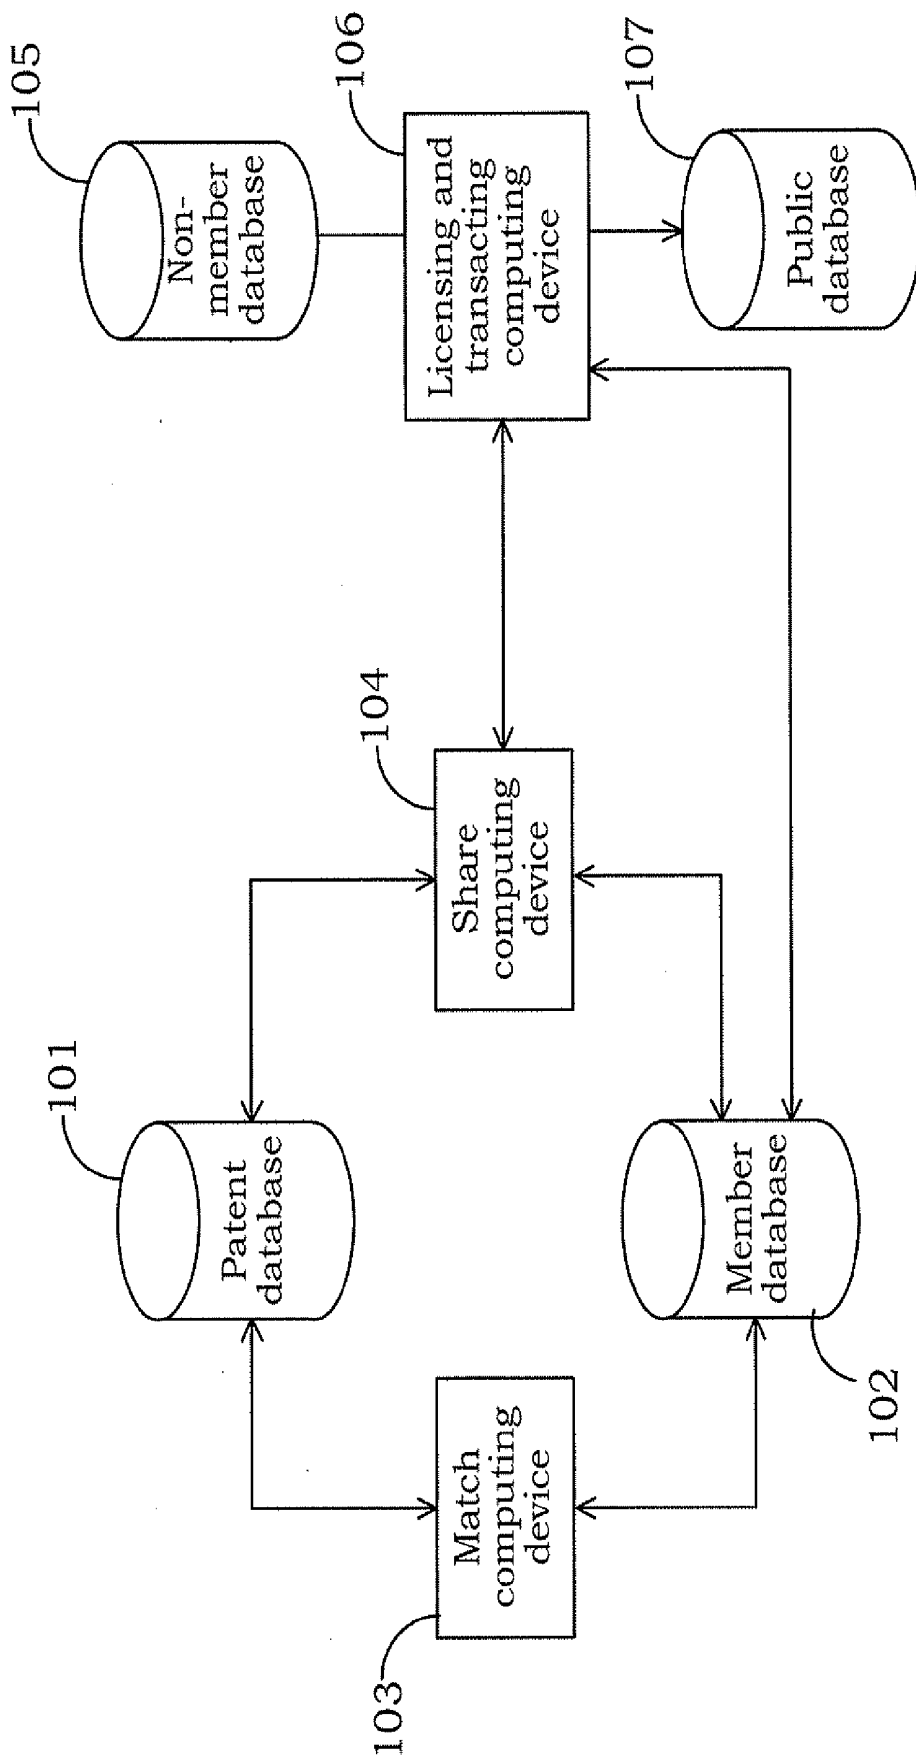 105
Non-
member
database
106
Licensing and
transacting
computing
device
107
Public
database
104
Share
computing
device
101
Patent
database
Member
database
102
Match
computing
device
103